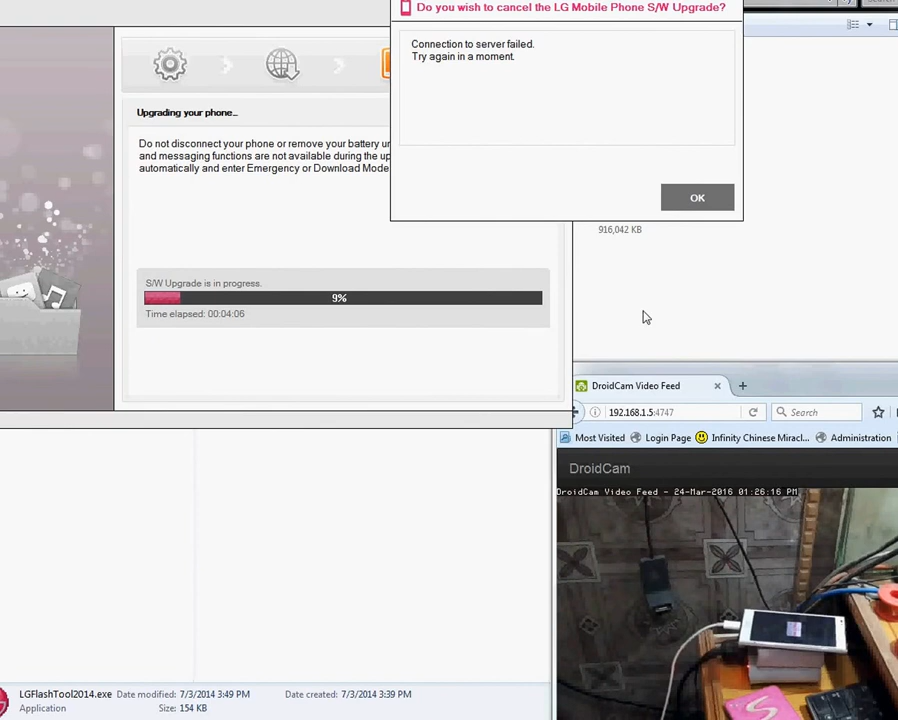 Do you wish to cancel the LG Mobile Phone S/W Upgrade?
Connection to server failed.
Try again in a moment.
OK
Upgrading your phone...
Do not disconnect your phone or remove your battery
and messaging functions are not available during the
automatically and enter Emergency or Download Mode
916,042 KB
S/W Upgrade is in progress.
9%
Time elapsed: 00:04:06
DroidCam Video Feed
192.168.1.5:4747
Search
Most Visited
Login Page
Infinity Chinese Miracl...
Administration
DroidCam
DroidCam Video Feed - 24-Mar-2016 01:26:16 PM
LGFlashTool2014.exe Date modified: 7/3/2014 3:49 PM Date created: 7/3/2014 3:39 PM
Application Size: 154 KB